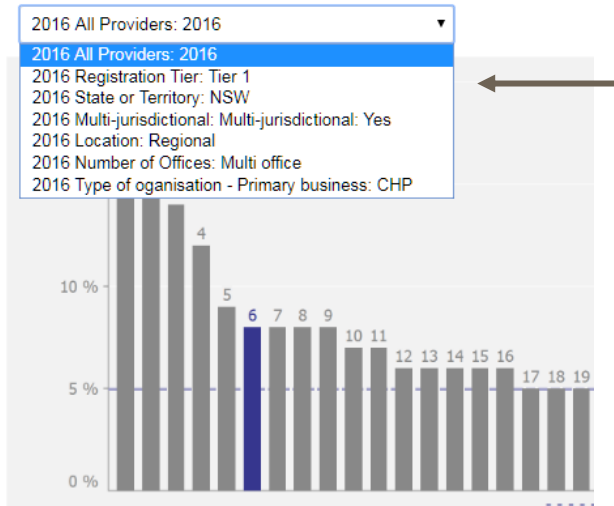 2016 All Providers: 2016
2016 All Providers: 2016
2016 Registration Tier: Tier 1
2016 State or Territory: NSW
2016 Multi-jurisdictional: Multi-jurisdictional: Yes
2016 Location: Regional
2016 Number of Offices: Multi office
2016 Type of oganisation - Primary business: CHP
4
5
10 %
6 7 8 9
10 11
12 13 14 15 16
17 18 19
5 %
0 %